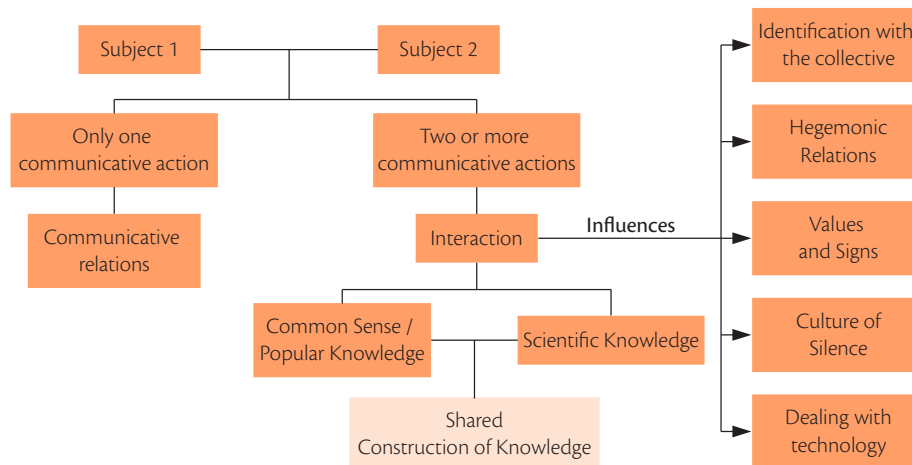 Subject 1
Subject 2
Only one
communicative action
Two or more
communicative actions
Communicative
relations
Interaction
Influences
Common Sense /
Popular Knowledge
Scientific Knowledge
Shared
Construction of Knowledge
Identification with
the collective
Hegemonic
Relations
Values
and Signs
Culture of
Silence
Dealing with
technology